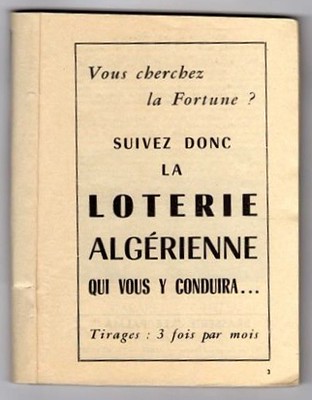 Vous cherchez
la Fortune ?
SUIVEZ DONC
LA
LOTERIE
ALGÉRIENNE
QUI VOUS Y CONDUIRA...
Tirages : 3 fois par mois
3